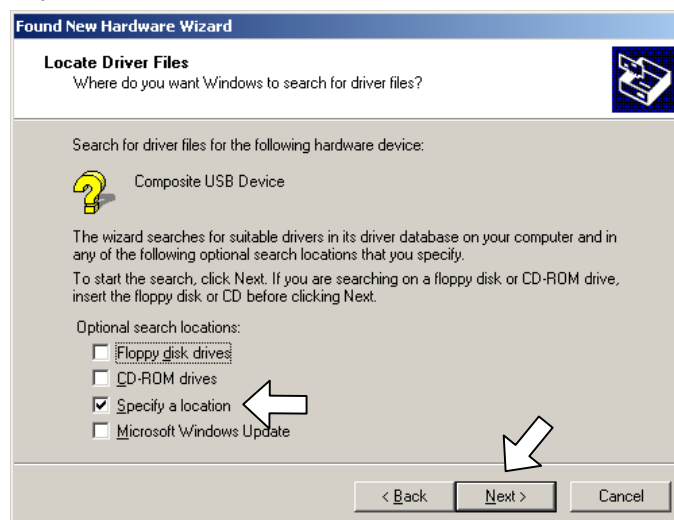 Found New Hardware Wizard
Locate Driver Files
Where do you want Windows to search for driver files?
Search for driver files for the following hardware device:
Composite USB Device
The wizard searches for suitable drivers in its driver database on your computer and in
any of the following optional search locations that you specify.
To start the search, click Next. If you are searching on a floppy disk or CD-ROM drive,
insert the floppy disk or CD before clicking Next.
Optional search locations:
Floppy disk drives
CD-ROM drives
Specify a location
Microsoft Windows Update
< Back Next > Cancel